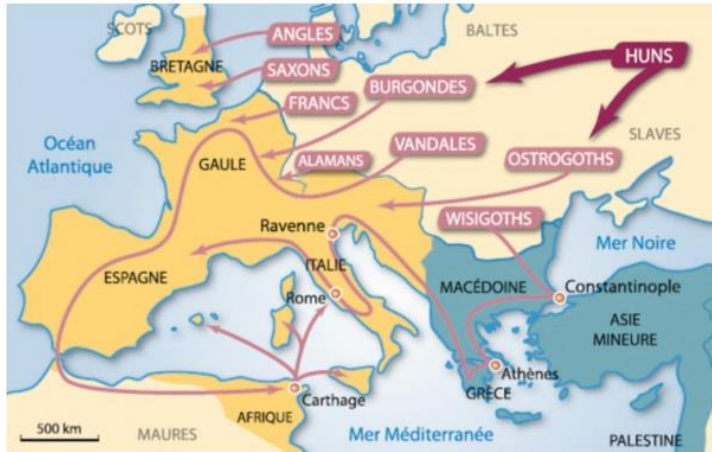 SCOTS
ANGLES
BALTES
HUNS
BRETAGNE
SAXONS
BURGONDES
FRANCS
SLAVES
Océan
Atlantique
GAULE
VANDALES
ALAMANS
OSTROGOTHS
WISIGOTHS
Ravenne
Mer Noire
ESPAGNE
ITALIE
MACÉDOINE
Constantinople
Rome
ASIE
MINEURE
Athènes
GRÈCE
Carthage
AFRIQUE
500 km
MAURES
Mer Méditerranée
PALESTINE